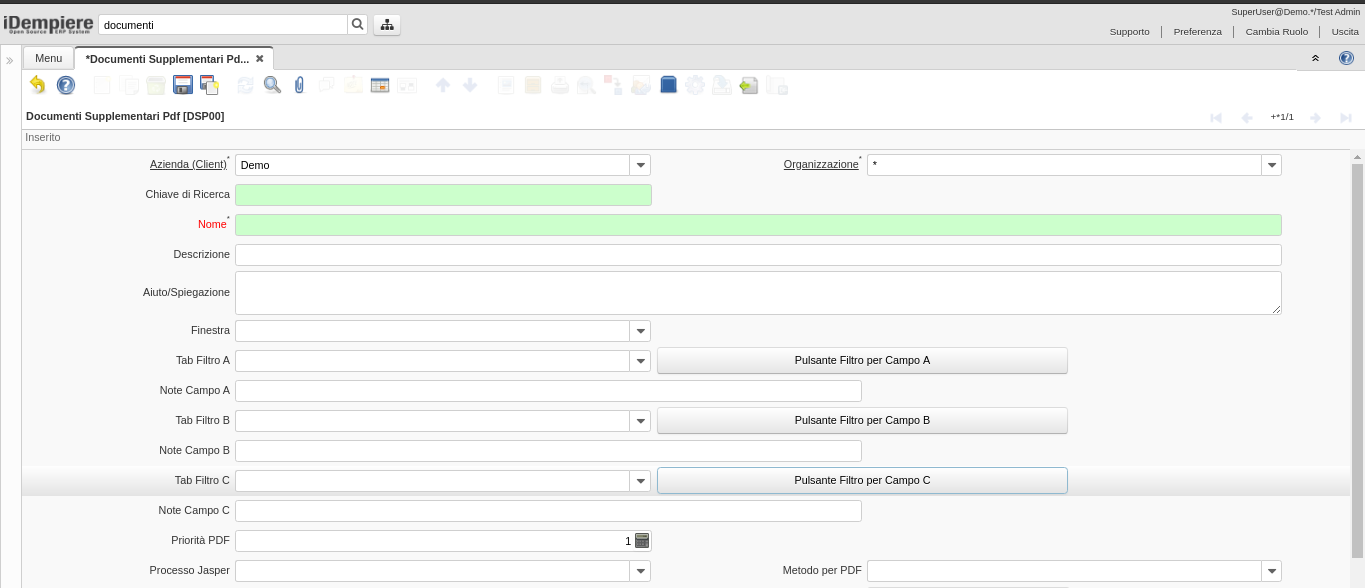 SuperUser@Demo.*/Test Admin
iDempiere
Open Source ERP System
documenti
Supporto
Preferenza
Cambia Ruolo
Uscita
Menu
*Documenti Supplementari Pd...
Documenti Supplementari Pdf [DSP00]
+*1/1
Inserito
Azienda (Client)* Demo
Organizzazione* *
Chiave di Ricerca
Nome*
Descrizione
Aiuto/Spiegazione
Finestra
Tab Filtro A
Pulsante Filtro per Campo A
Note Campo A
Tab Filtro B
Pulsante Filtro per Campo B
Note Campo B
Tab Filtro C
Pulsante Filtro per Campo C
Note Campo C
Priorità PDF 1
Processo Jasper
Metodo per PDF